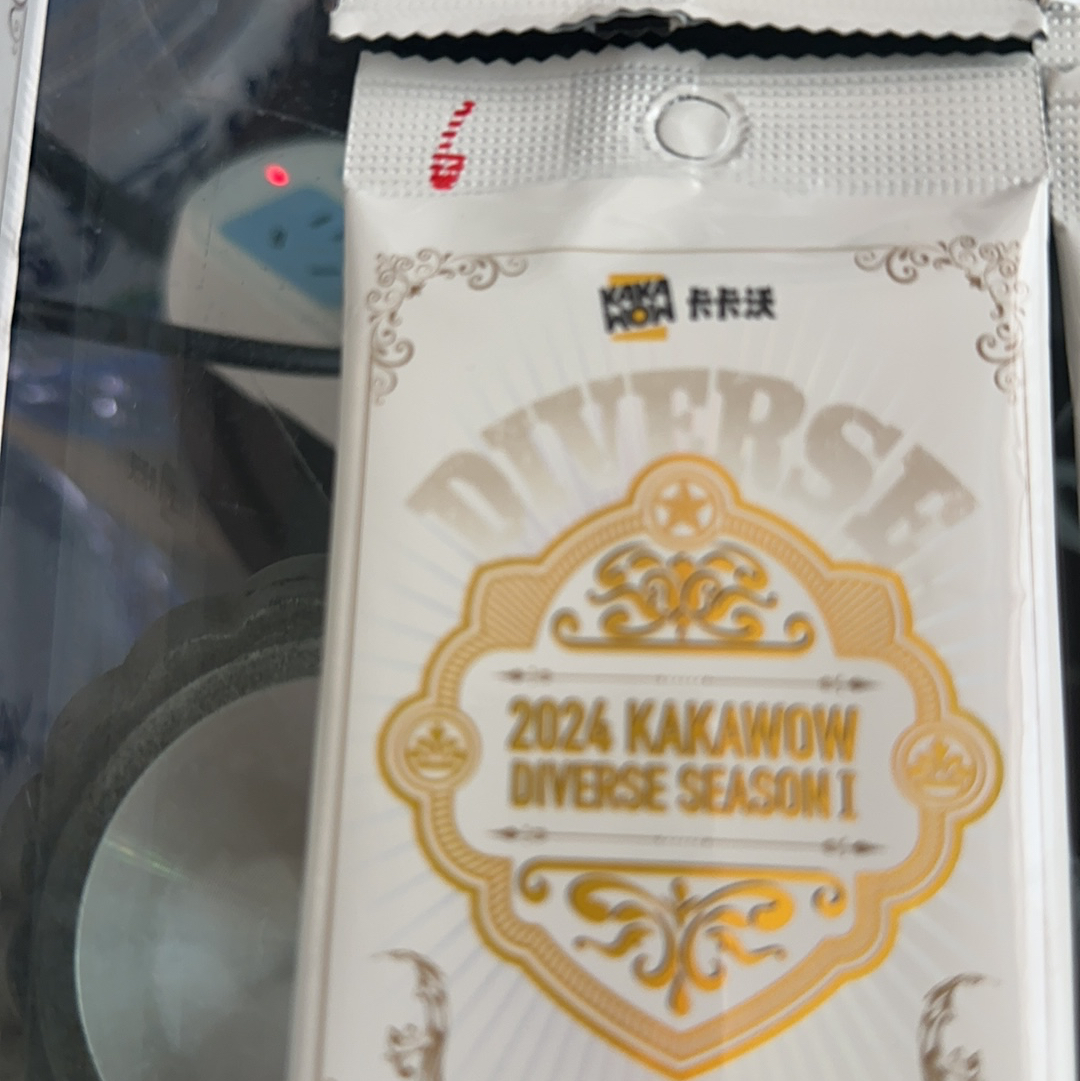 KAKA
WOW
卡卡沃
DIVERSE
2024 KAKAWOW
DIVERSE SEASON I